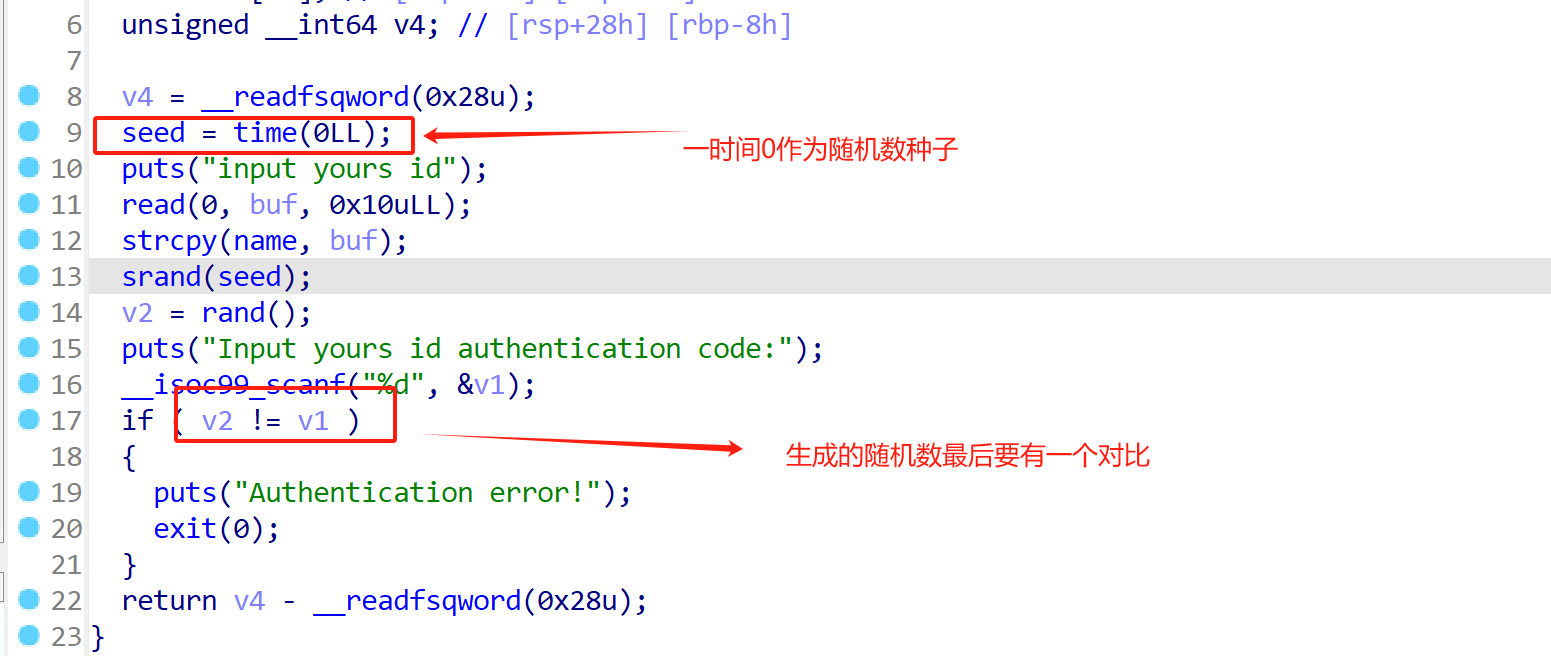 6 unsigned __int64 v4; // [rsp+28h] [rbp-8h]
7
8 v4 = __readfsqword(0x28u);
9 seed = time(0LL);
一时间0作为随机数种子
10 puts("input yours id");
11 read(0, buf, 0x10uLL);
12 strcpy(name, buf);
13 srand(seed);
14 v2 = rand();
15 puts("Input yours id authentication code:");
16 __isoc99_scanf("%d", &v1);
17 if ( v2 != v1 )
18 {
生成的随机数最后要有一个对比
19 puts("Authentication error!");
20 exit(0);
21 }
22 return v4 - __readfsqword(0x28u);
23 }